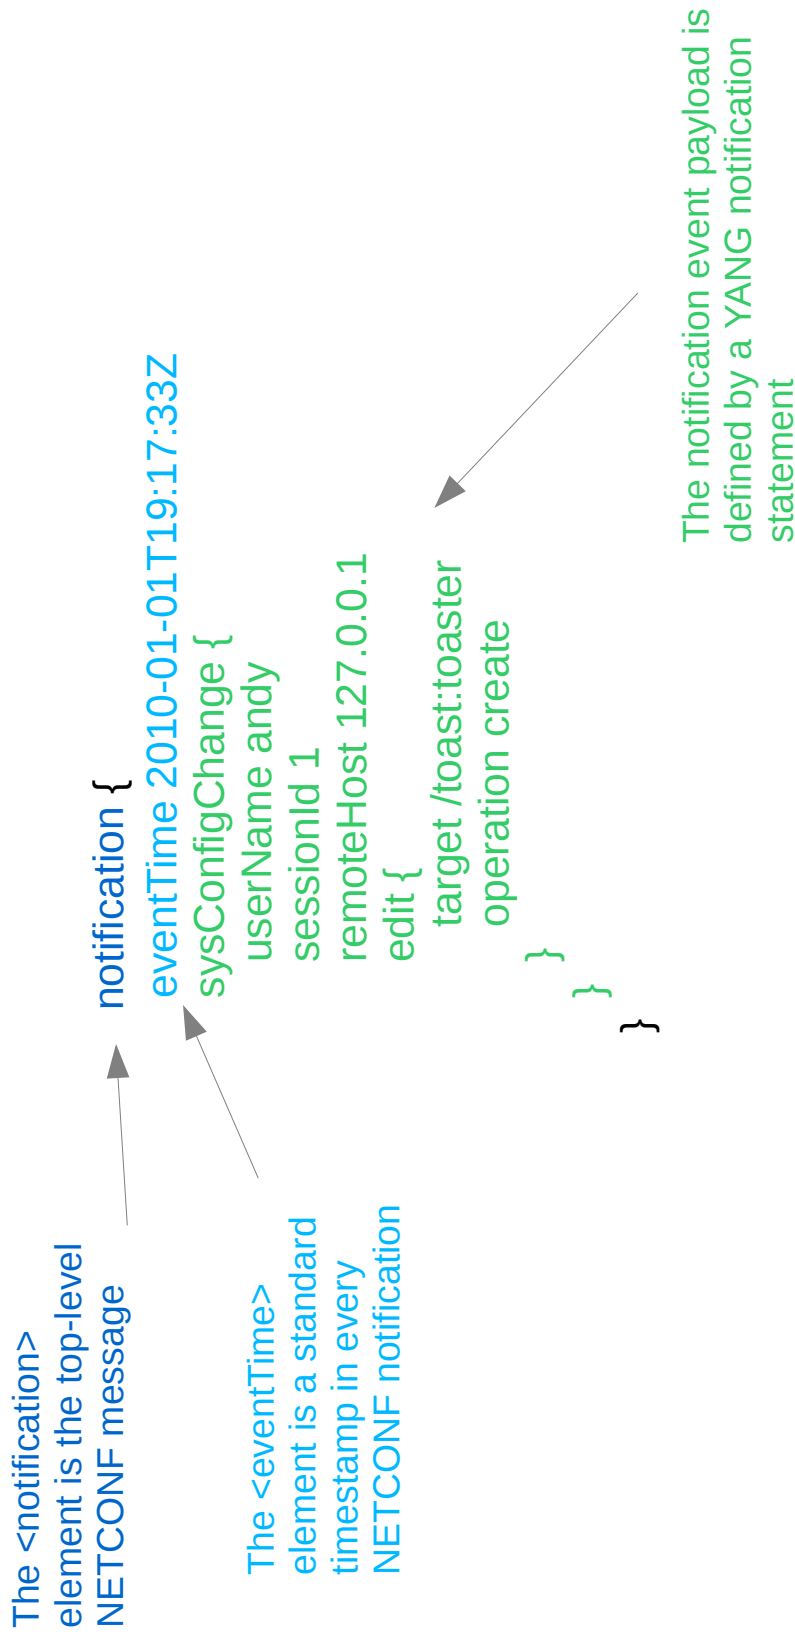 The <notification>
element is the top-level
NETCONF message
notification {
eventTime 2010-01-01T19:17:33Z
sysConfigChange {
userName andy
sessionId 1
remoteHost 127.0.0.1
edit {
target /toast:toaster
operation create
}
}
}
The <eventTime>
element is a standard
timestamp in every
NETCONF notification
The notification event payload is
defined by a YANG notification
statement